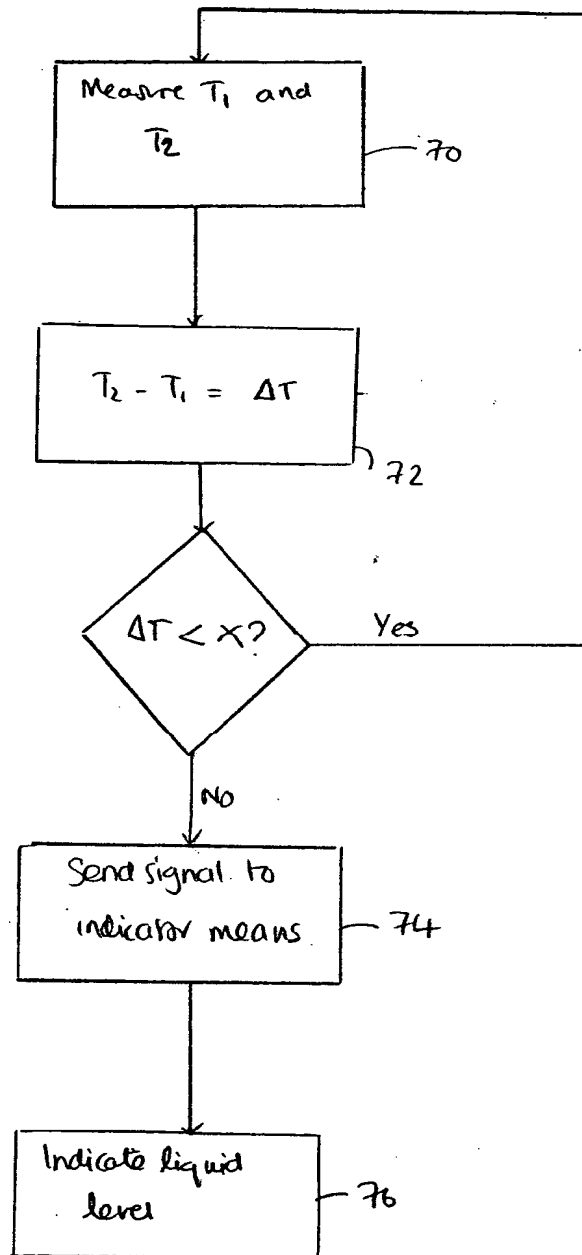 Measure T₁ and
T₂
70
T₂ - T₁ = ΔT
72
ΔT < X?
Yes
No
Send signal to
indicator means
74
Indicate liquid
level
76